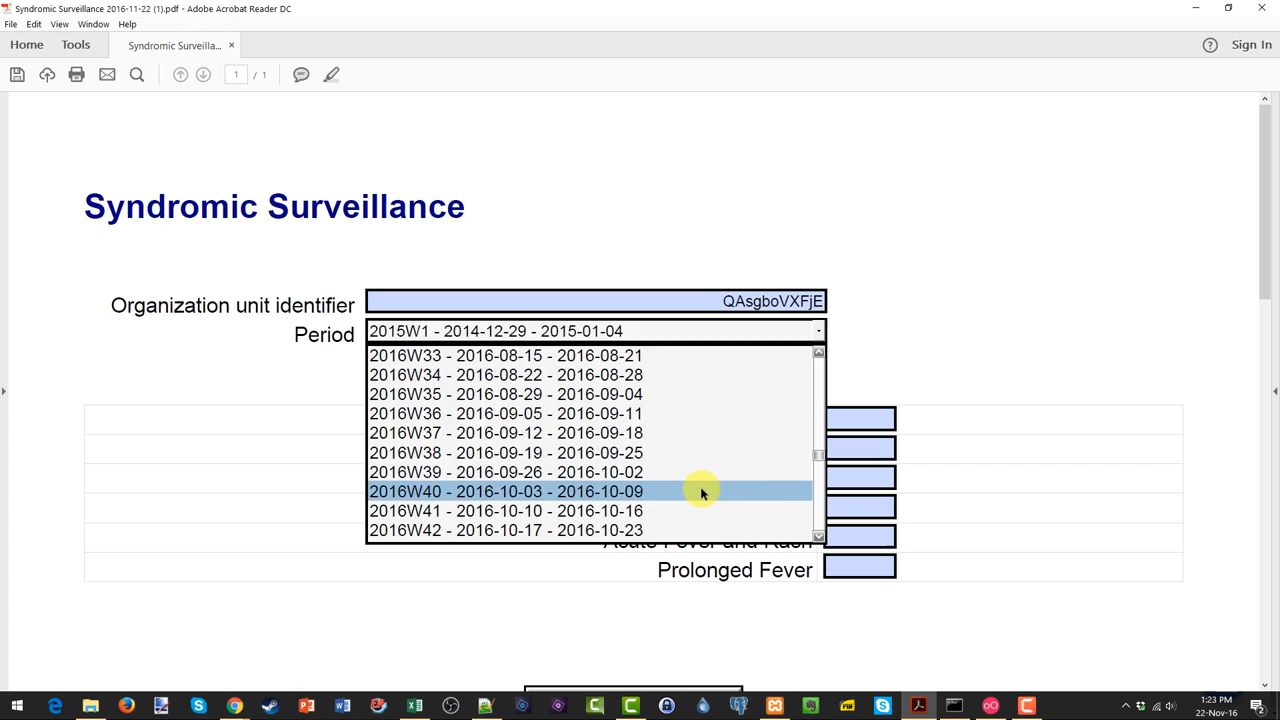 Syndromic Surveillance 2016-11-22 (1).pdf - Adobe Acrobat Reader DC
File Edit View Window Help
Home Tools Syndromic Surveilla... × ? Sign In
1 / 1
Syndromic Surveillance
Organization unit identifier QAsgboVXFjE
Period 2015W1 - 2014-12-29 - 2015-01-04
2016W33 - 2016-08-15 - 2016-08-21
2016W34 - 2016-08-22 - 2016-08-28
2016W35 - 2016-08-29 - 2016-09-04
2016W36 - 2016-09-05 - 2016-09-11
2016W37 - 2016-09-12 - 2016-09-18
2016W38 - 2016-09-19 - 2016-09-25
2016W39 - 2016-09-26 - 2016-10-02
2016W40 - 2016-10-03 - 2016-10-09
2016W41 - 2016-10-10 - 2016-10-16
2016W42 - 2016-10-17 - 2016-10-23
Acute Fever and Rash
Prolonged Fever
1:23 PM
22-Nov-16